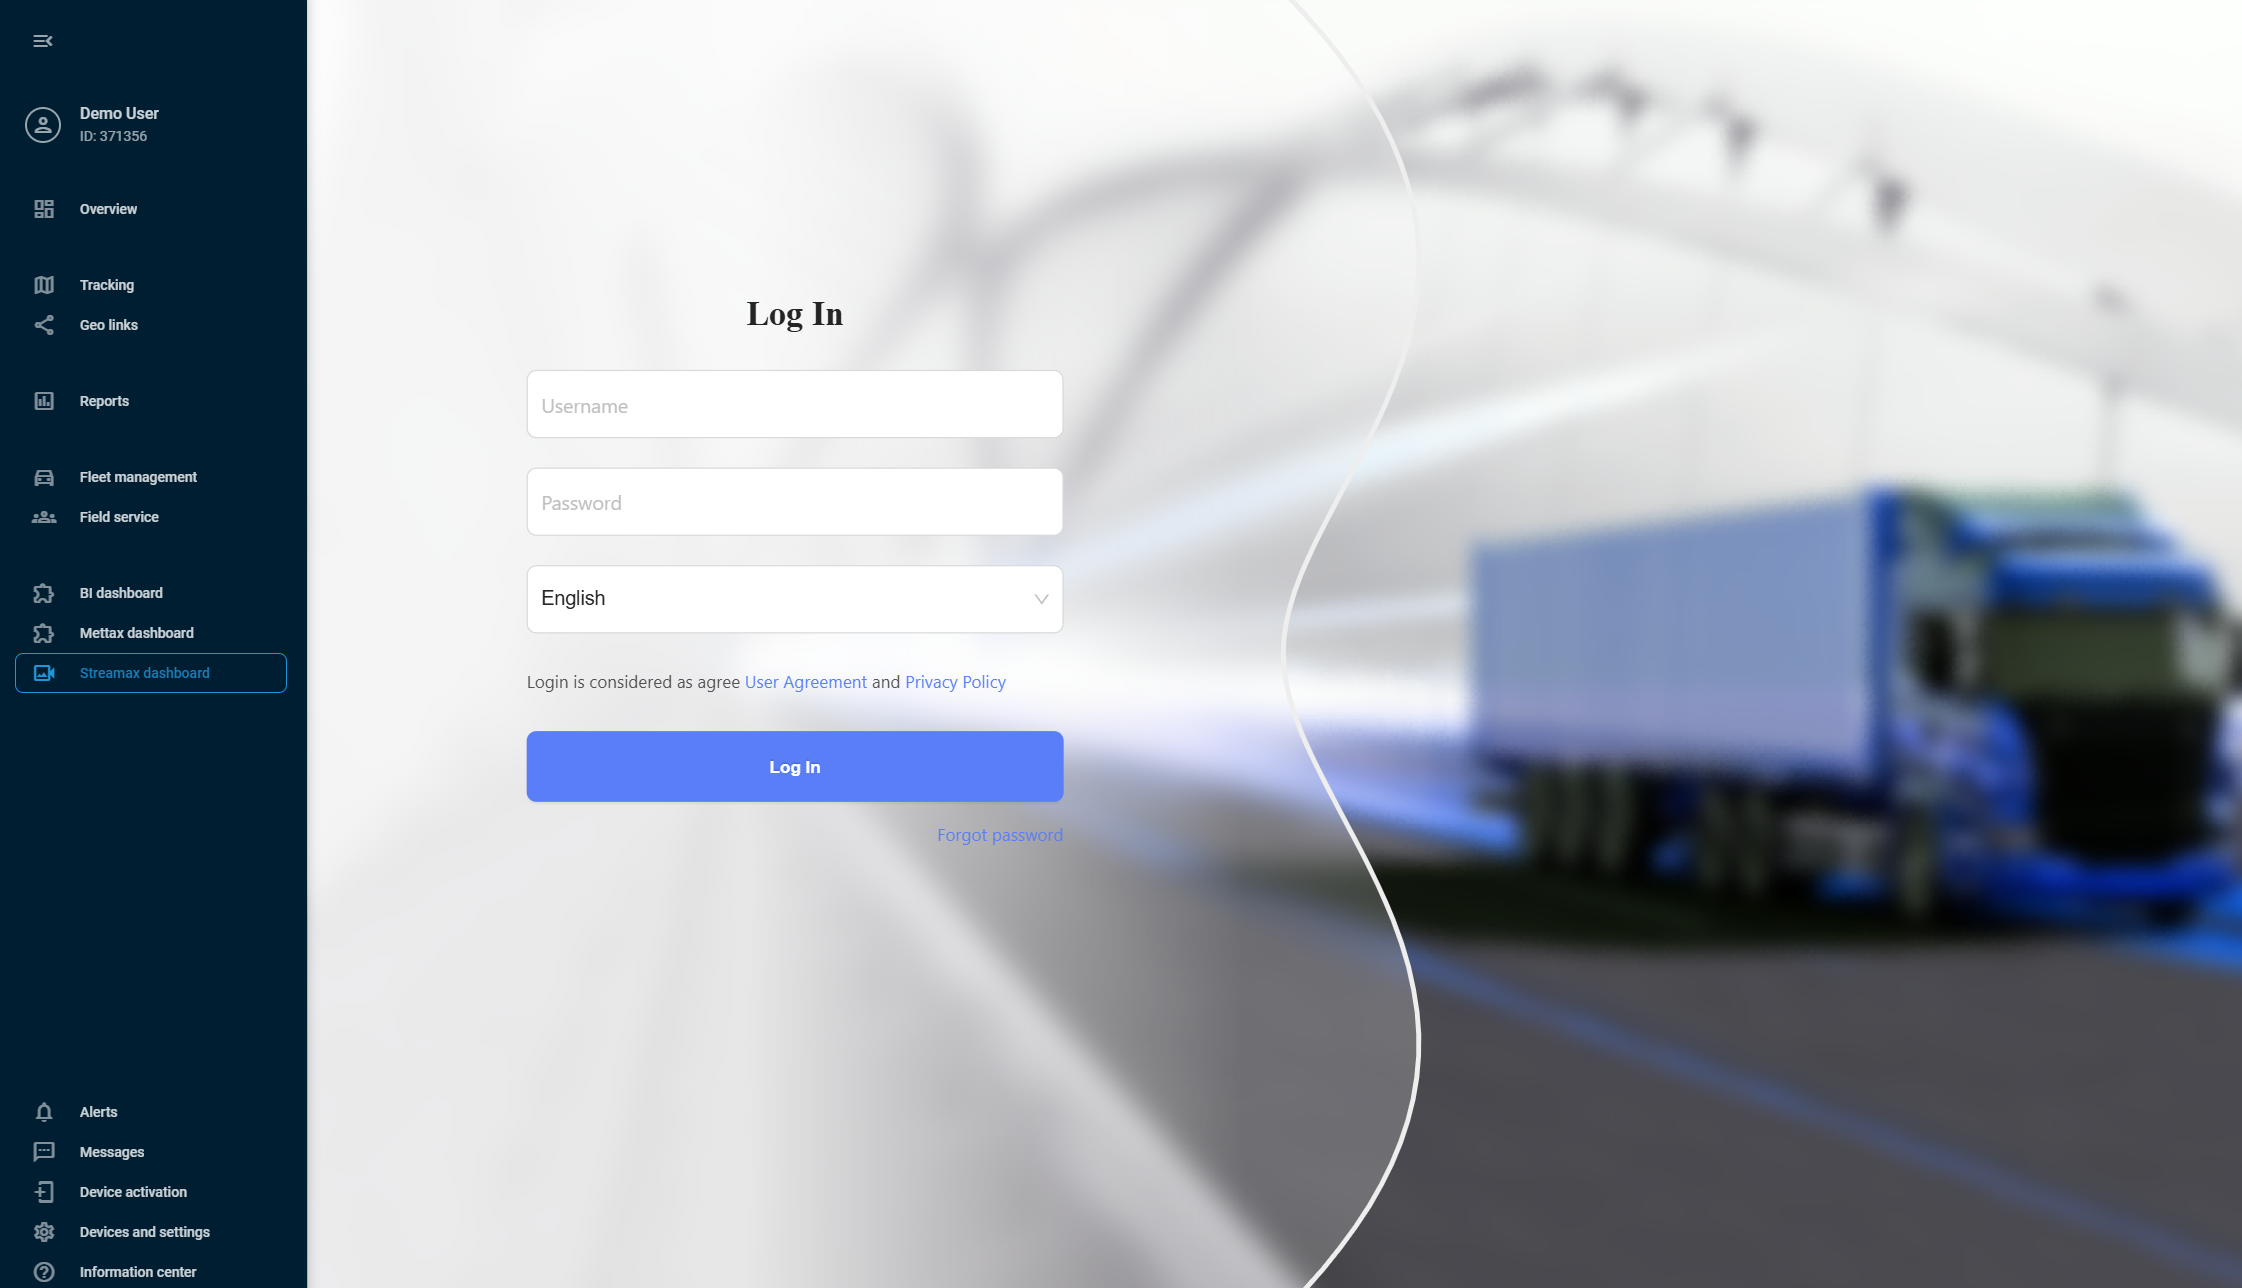 Demo User
ID: 371356
Overview
Tracking
Geo links
Reports
Fleet management
Field service
BI dashboard
Mettax dashboard
Streamax dashboard
Alerts
Messages
Device activation
Devices and settings
Information center
Log In
Username
Password
English
Login is considered as agree User Agreement and Privacy Policy
Log In
Forgot password